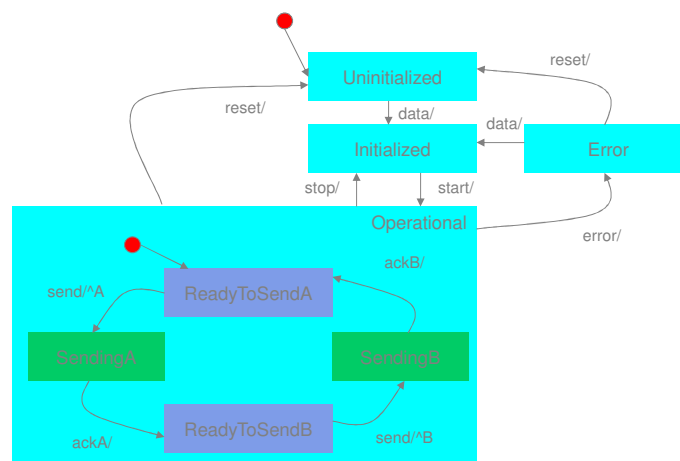 reset/
Uninitialized
reset/
data/
data/
Initialized
Error
stop/
start/
Operational
error/
ackB/
send/^A
ReadyToSendA
SendingA
SendingB
ReadyToSendB
ackA/
send/^B